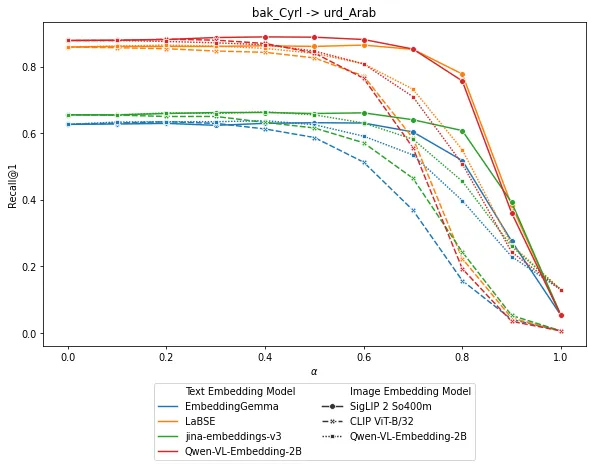 bak_Cyrl -> urd_Arab
Recall@1
0.8
0.6
0.4
0.2
0.0
0.0 0.2 0.4 0.6 0.8 1.0
α
Text Embedding Model Image Embedding Model
EmbeddingGemma SigLIP 2 So400m
LaBSE CLIP ViT-B/32
jina-embeddings-v3 Qwen-VL-Embedding-2B
Qwen-VL-Embedding-2B